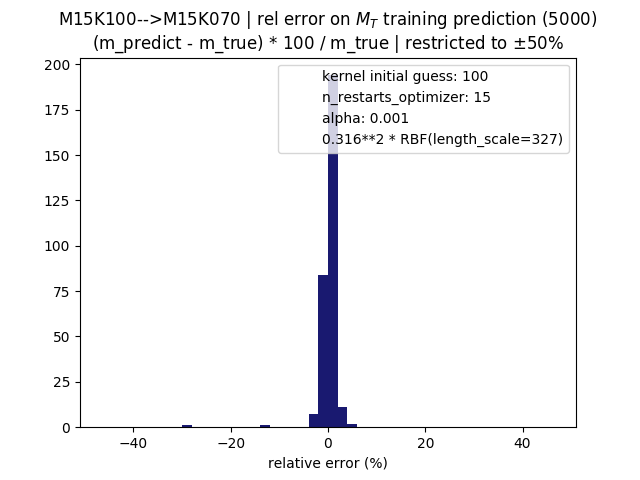 M15K100-->M15K070 | rel error on M_T training prediction (5000)
(m_predict - m_true) * 100 / m_true | restricted to ±50%
kernel initial guess: 100
n_restarts_optimizer: 15
alpha: 0.001
0.316**2 * RBF(length_scale=327)
200
175
150
125
100
75
50
25
0
−40 −20 0 20 40
relative error (%)